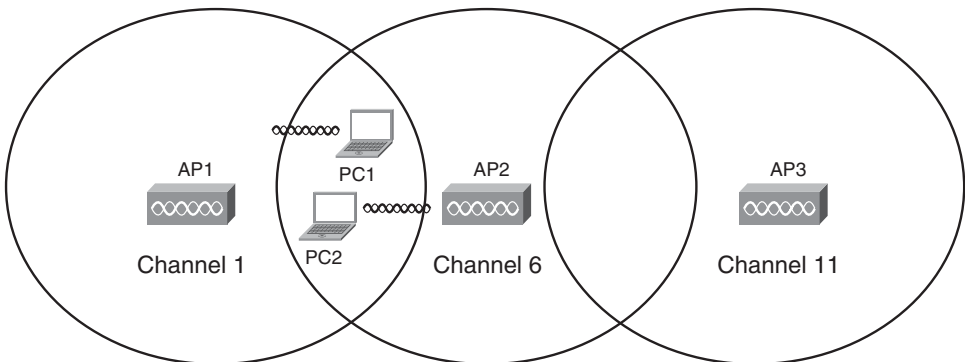 PC1
AP1
AP2
AP3
PC2
Channel 1
Channel 6
Channel 11